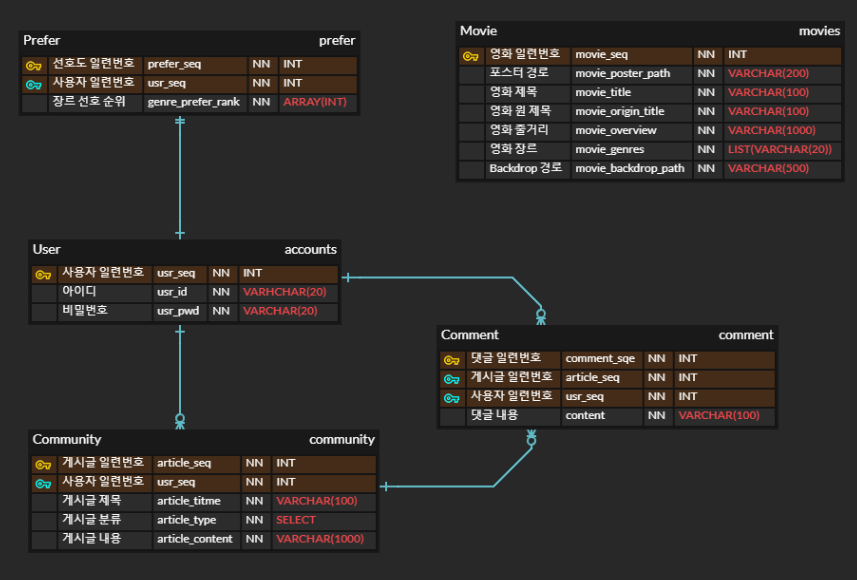 Prefer prefer
선호도 일련번호 prefer_seq NN INT
사용자 일련번호 usr_seq NN INT
장르 선호 순위 genre_prefer_rank NN ARRAY(INT)
Movie movies
영화 일련번호 movie_seq NN INT
포스터 경로 movie_poster_path NN VARCHAR(200)
영화 제목 movie_title NN VARCHAR(100)
영화 원 제목 movie_origin_title NN VARCHAR(100)
영화 줄거리 movie_overview NN VARCHAR(1000)
영화 장르 movie_genres NN LIST(VARCHAR(20))
Backdrop 경로 movie_backdrop_path NN VARCHAR(500)
User accounts
사용자 일련번호 usr_seq NN INT
아이디 usr_id NN VARHCHAR(20)
비밀번호 usr_pwd NN VARCHAR(20)
Comment comment
댓글 일련번호 comment_sqe NN INT
게시글 일련번호 article_seq NN INT
사용자 일련번호 usr_seq NN INT
댓글 내용 content NN VARCHAR(100)
Community community
게시글 일련번호 article_seq NN INT
사용자 일련번호 usr_seq NN INT
게시글 제목 article_titme NN VARCHAR(100)
게시글 분류 article_type NN SELECT
게시글 내용 article_content NN VARCHAR(1000)